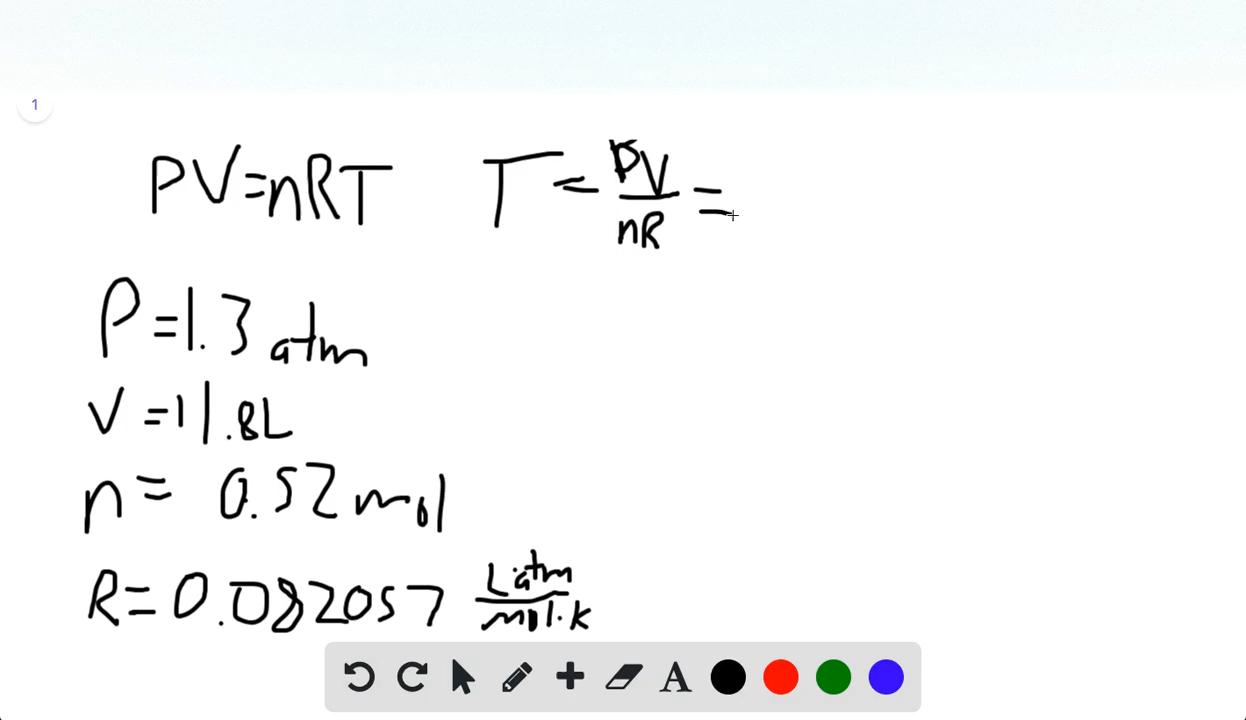 1
PV=nRT T=PV/nR=
P=1.3 atm
V=11.8L
n= 0.52 mol
R=0.082057 L·atm/mol·K
A